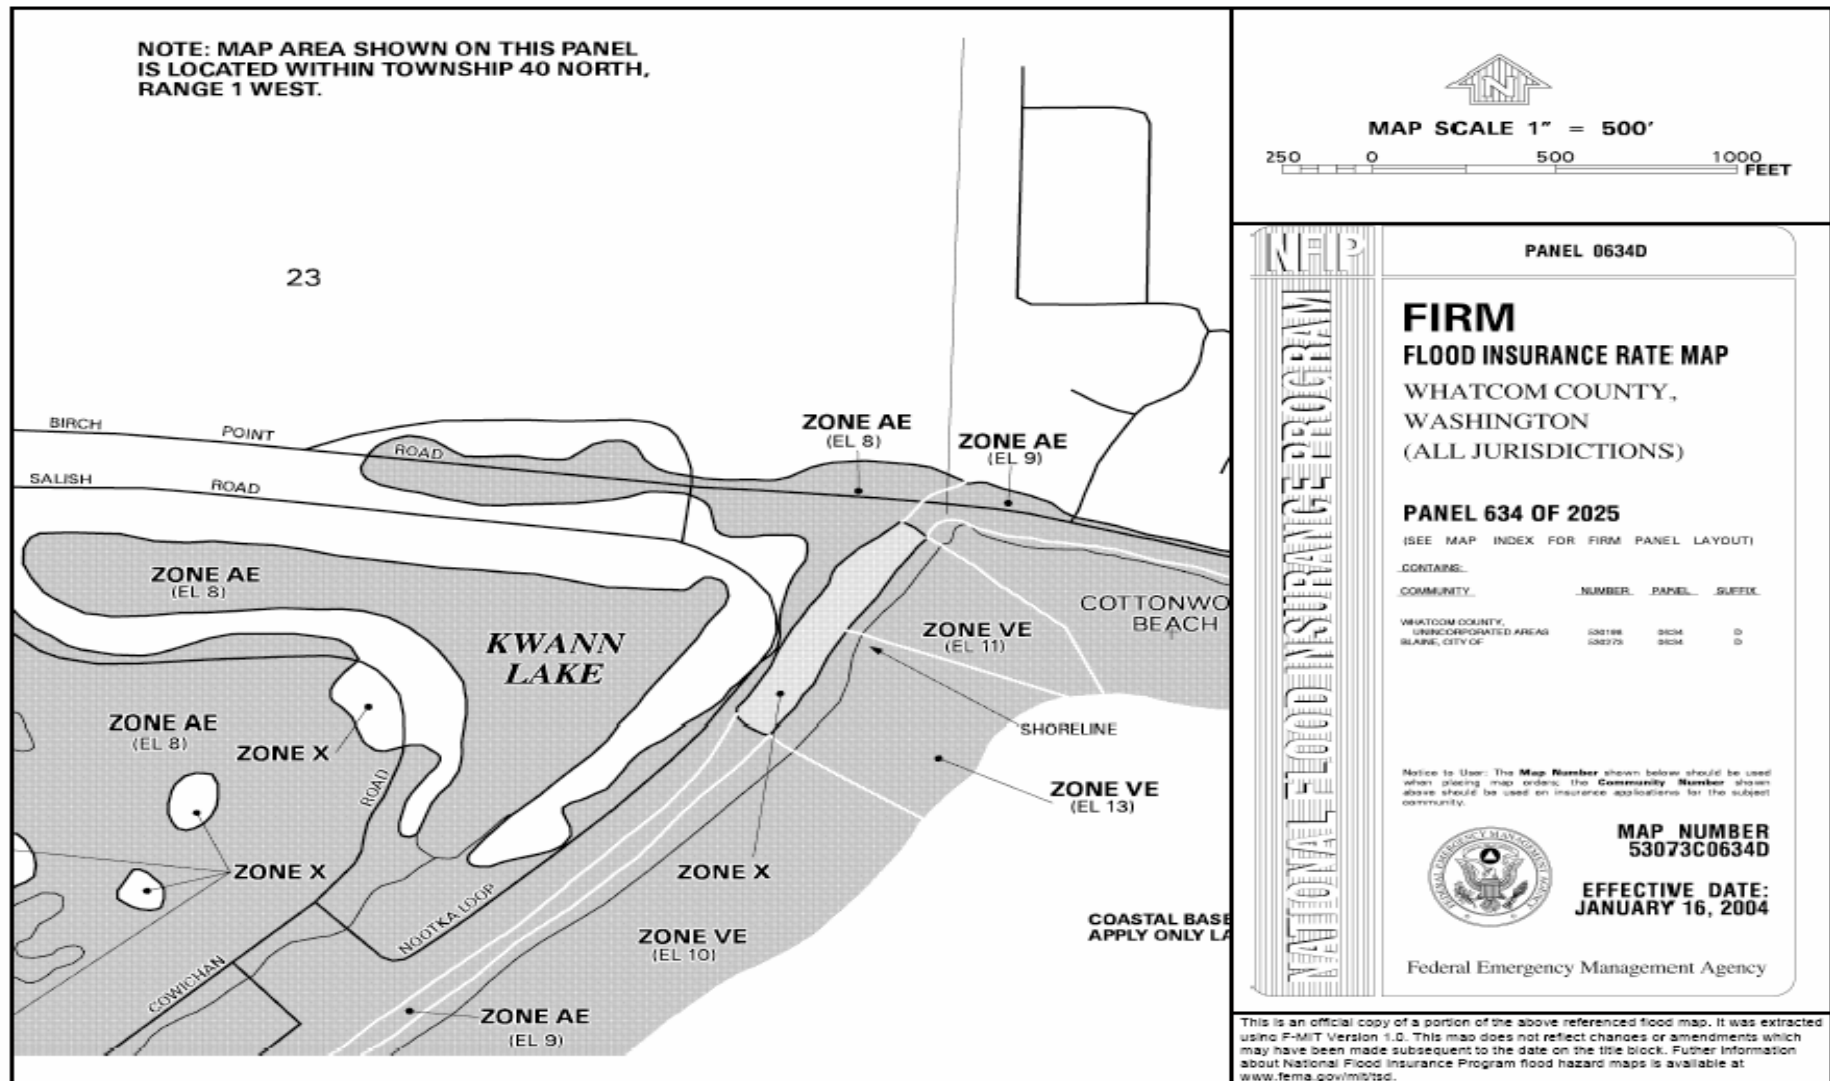 NOTE: MAP AREA SHOWN ON THIS PANEL
IS LOCATED WITHIN TOWNSHIP 40 NORTH,
RANGE 1 WEST.
23
BIRCH POINT ROAD
SALISH ROAD
ZONE AE
(EL 8)
ZONE AE
(EL 9)
ZONE AE
(EL 8)
KWANN
LAKE
COTTONWO
BEACH
ZONE VE
(EL 11)
ZONE AE
(EL 8)
ZONE X
SHORELINE
ROAD
ZONE VE
(EL 13)
ZONE X
ZONE X
NOOTKA LOOP
COASTAL BASE
APPLY ONLY LA
ZONE VE
(EL 10)
COWICHAN
ZONE AE
(EL 9)
N
MAP SCALE 1" = 500'
250 0 500 1000
FEET
NFIP
NATIONAL FLOOD INSURANCE PROGRAM
PANEL 0634D
FIRM
FLOOD INSURANCE RATE MAP
WHATCOM COUNTY,
WASHINGTON
(ALL JURISDICTIONS)
PANEL 634 OF 2025
(SEE MAP INDEX FOR FIRM PANEL LAYOUT)
CONTAINS:
COMMUNITY NUMBER PANEL SUFFIX
WHATCOM COUNTY,
UNINCORPORATED AREAS 530198 0634 D
BLAINE, CITY OF 530273 0634 D
Notice to User: The Map Number shown below should be used
when placing map orders; the Community Number shown
above should be used on insurance applications for the subject
community.
MAP NUMBER
53073C0634D
EFFECTIVE DATE:
JANUARY 16, 2004
FEDERAL EMERGENCY MANAGEMENT AGENCY
Federal Emergency Management Agency
This is an official copy of a portion of the above referenced flood map. It was extracted
using F-MIT Version 1.0. This map does not reflect changes or amendments which
may have been made subsequent to the date on the title block. Futher information
about National Flood Insurance Program flood hazard maps is available at
www.fema.gov/mit/tsd.